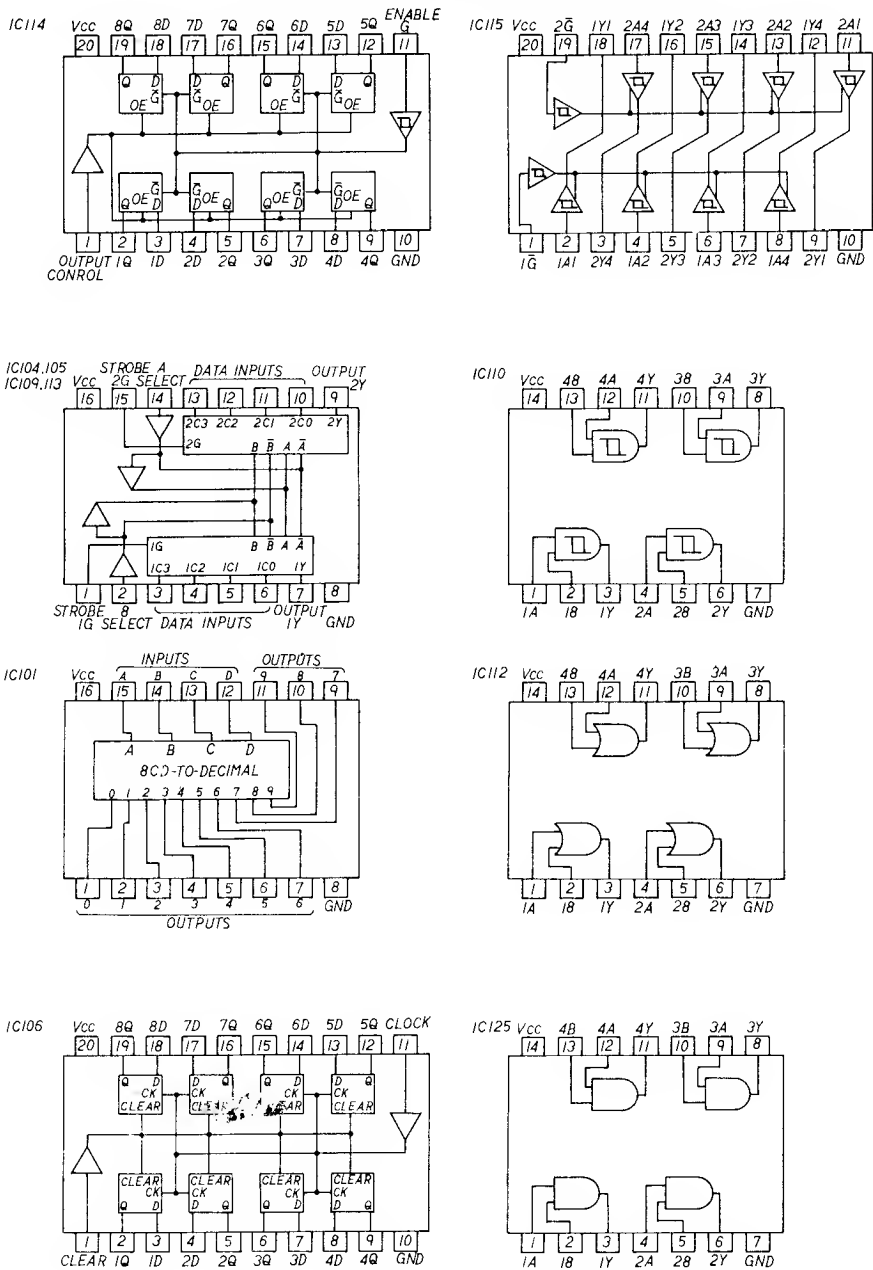 IC114
Vcc 8Q 8D 7D 7Q 6Q 6D 5D 5Q ENABLE G
20 19 18 17 16 15 14 13 12 11
Q D D Q Q D D Q
G̅ G̅ G̅ G̅
OE OE OE OE
G̅ G̅ G̅ G̅
Q OE D D OE Q Q OE D D OE Q
1 2 3 4 5 6 7 8 9 10
OUTPUT CONROL 1Q 1D 2D 2Q 3Q 3D 4D 4Q GND
IC115
Vcc 2G̅ 1Y1 2A4 1Y2 2A3 1Y3 2A2 1Y4 2A1
20 19 18 17 16 15 14 13 12 11
1 2 3 4 5 6 7 8 9 10
1G̅ 1A1 2Y4 1A2 2Y3 1A3 2Y2 1A4 2Y1 GND
IC104,105
IC109,113
STROBE A DATA INPUTS OUTPUT
Vcc 2G SELECT 2Y
16 15 14 13 12 11 10 9
2C3 2C2 2C1 2C0 2Y
2G B B̅ A A̅
1G B B̅ A A̅
1C3 1C2 1C1 1C0 1Y
1 2 3 4 5 6 7 8
STROBE 8 OUTPUT GND
1G SELECT DATA INPUTS 1Y
IC110
Vcc 4B 4A 4Y 3B 3A 3Y
14 13 12 11 10 9 8
1 2 3 4 5 6 7
1A 1B 1Y 2A 2B 2Y GND
IC101
INPUTS OUTPUTS
Vcc A B C D 9 8 7
16 15 14 13 12 11 10 9
A B C D
BCD-TO-DECIMAL
0 1 2 3 4 5 6 7 8 9
1 2 3 4 5 6 7 8
0 1 2 3 4 5 6 GND
OUTPUTS
IC112
Vcc 4B 4A 4Y 3B 3A 3Y
14 13 12 11 10 9 8
1 2 3 4 5 6 7
1A 1B 1Y 2A 2B 2Y GND
IC106
Vcc 8Q 8D 7D 7Q 6Q 6D 5D 5Q CLOCK
20 19 18 17 16 15 14 13 12 11
Q D D Q Q D D Q
CK CK CK CK
CLEAR CLEAR
CLEAR CLEAR CLEAR CLEAR
CK CK CK CK
Q D D Q Q D D Q
1 2 3 4 5 6 7 8 9 10
CLEAR 1Q 1D 2D 2Q 3Q 3D 4D 4Q GND
IC125
Vcc 4B 4A 4Y 3B 3A 3Y
14 13 12 11 10 9 8
1 2 3 4 5 6 7
1A 1B 1Y 2A 2B 2Y GND